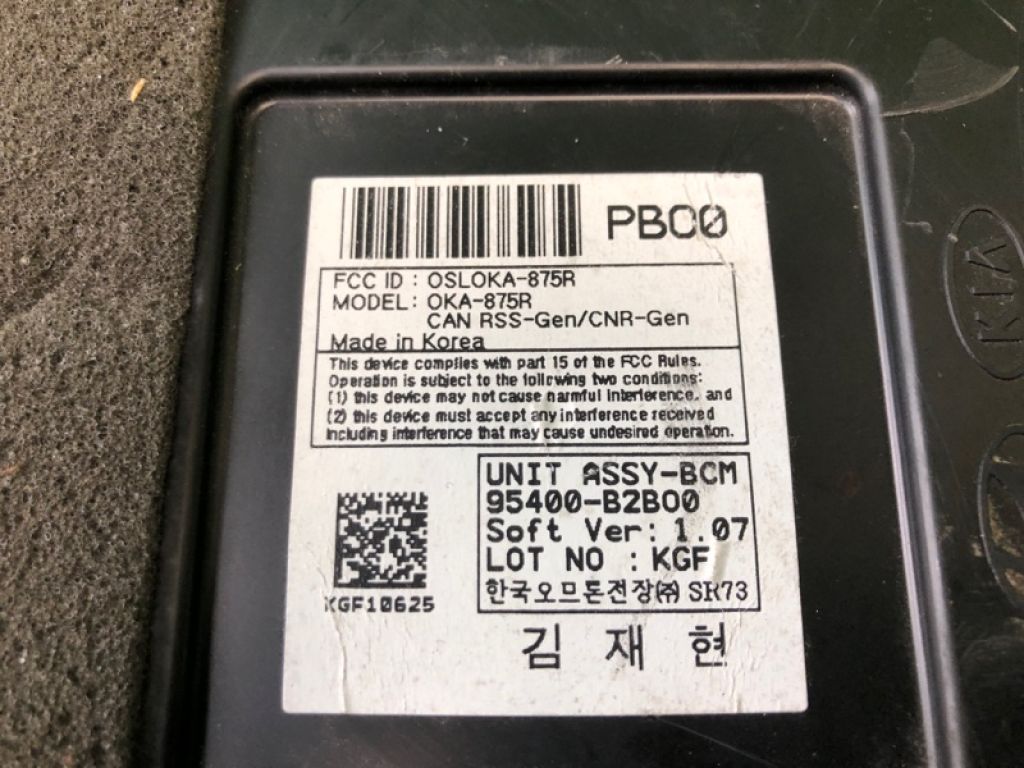 PBC0
FCC ID : OSLOKA-875R
MODEL: OKA-875R
CAN RSS-Gen/CNR-Gen
Made in Korea
This device complies with part 15 of the FCC Rules.
Operation is subject to the following two conditions:
(1) this device may not cause harmful interference, and
(2) this device must accept any interference received
including interference that may cause undesired operation.
UNIT ASSY-BCM
95400-B2B00
Soft Ver: 1.07
LOT NO : KGF
한국오므론전장㈜ SR73
KGF10625
김 재 현
KIA